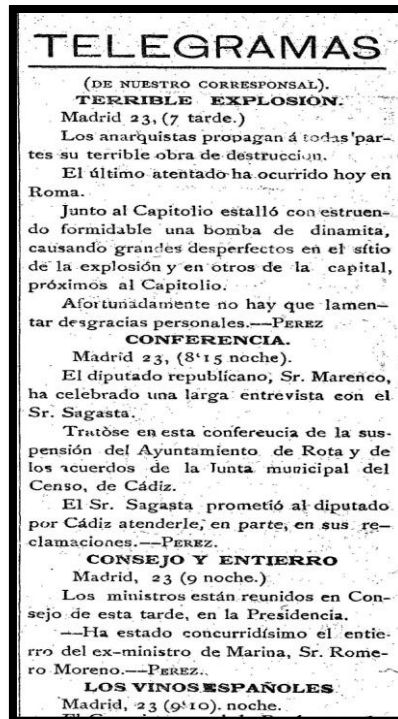 TELEGRAMAS
(DE NUESTRO CORRESPONSAL).
TERRIBLE EXPLOSIÓN.
Madrid 23, (7 tarde.)
Los anarquistas propagan á todas par-
tes su terrible obra de destruccion.
El último atentado ha ocurrido hoy en
Roma.
Junto al Capitolio estalló con estruen-
do formidable una bomba de dinamita,
causando grandes desperfectos en el sitio
de la explosión y en otros de la capital,
próximos al Capitolio.
Afortunadamente no hay que lamen-
tar desgracias personales.—PEREZ
CONFERENCIA.
Madrid 23, (8'15 noche).
El diputado republicano, Sr. Marenco,
ha celebrado una larga entrevista con el
Sr. Sagasta.
Tratòse en esta confereucia de la sus-
pensión del Ayuntamiento de Rota y de
los acuerdos de la Junta municipal del
Censo, de Cádiz.
El Sr. Sagasta prometió al diputado
por Cádiz atenderle, en parte, en sus re-
clamaciones.—PEREZ.
CONSEJO Y ENTIERRO
Madrid, 23 (9 noche.)
Los ministros están reunidos en Con-
sejo de esta tarde, en la Presidencia.
—Ha estado concurridísimo el entie-
rro del ex-ministro de Marina, Sr. Rome-
ro Moreno.—PEREZ.
LOS VINOS ESPAÑOLES
Madrid, 23 (9'10). noche.